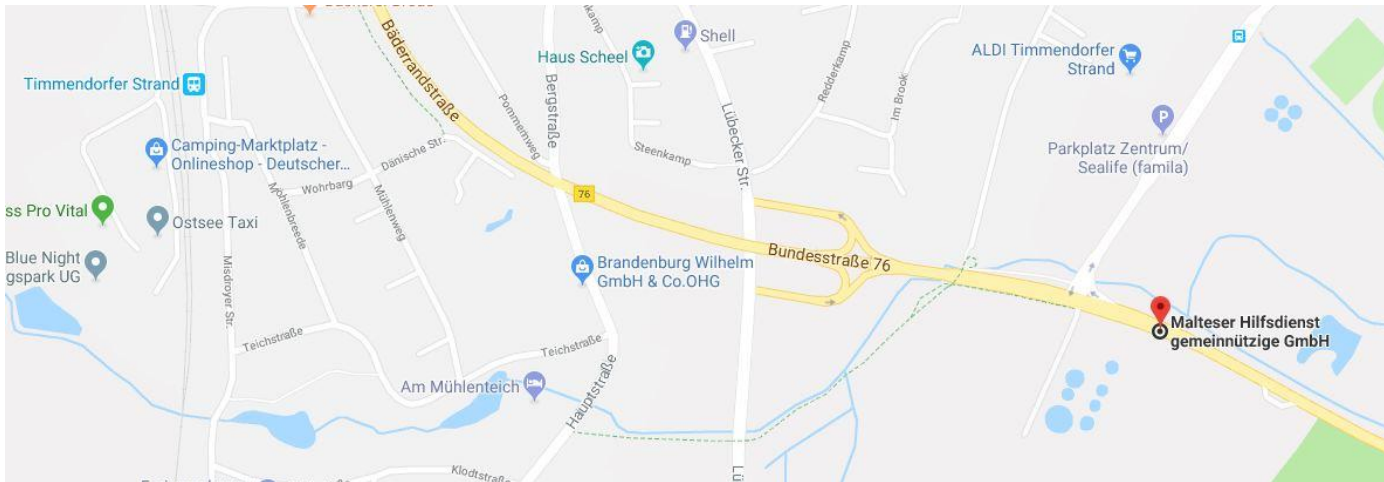 Timmendorfer Strand
Camping-Marktplatz -
Onlineshop - Deutscher...
ss Pro Vital
Ostsee Taxi
Blue Night
gspark UG
Wohrbarg
Dänische Str.
Möhlenbreede
Mühlenweg
Misdroyer Str.
Teichstraße
Teichstraße
Bäderrandstraße
Pommernweg
Bergstraße
76
Haus Scheel
Shell
Steenkamp
Lübecker Str.
Redderkamp
Im Brook
ALDI Timmendorfer
Strand
P
Parkplatz Zentrum/
Sealife (famila)
Brandenburg Wilhelm
GmbH & Co.OHG
Bundesstraße 76
Malteser Hilfsdienst
gemeinnützige GmbH
Am Mühlenteich
Hauptstraße
Klodtstraße
Lü